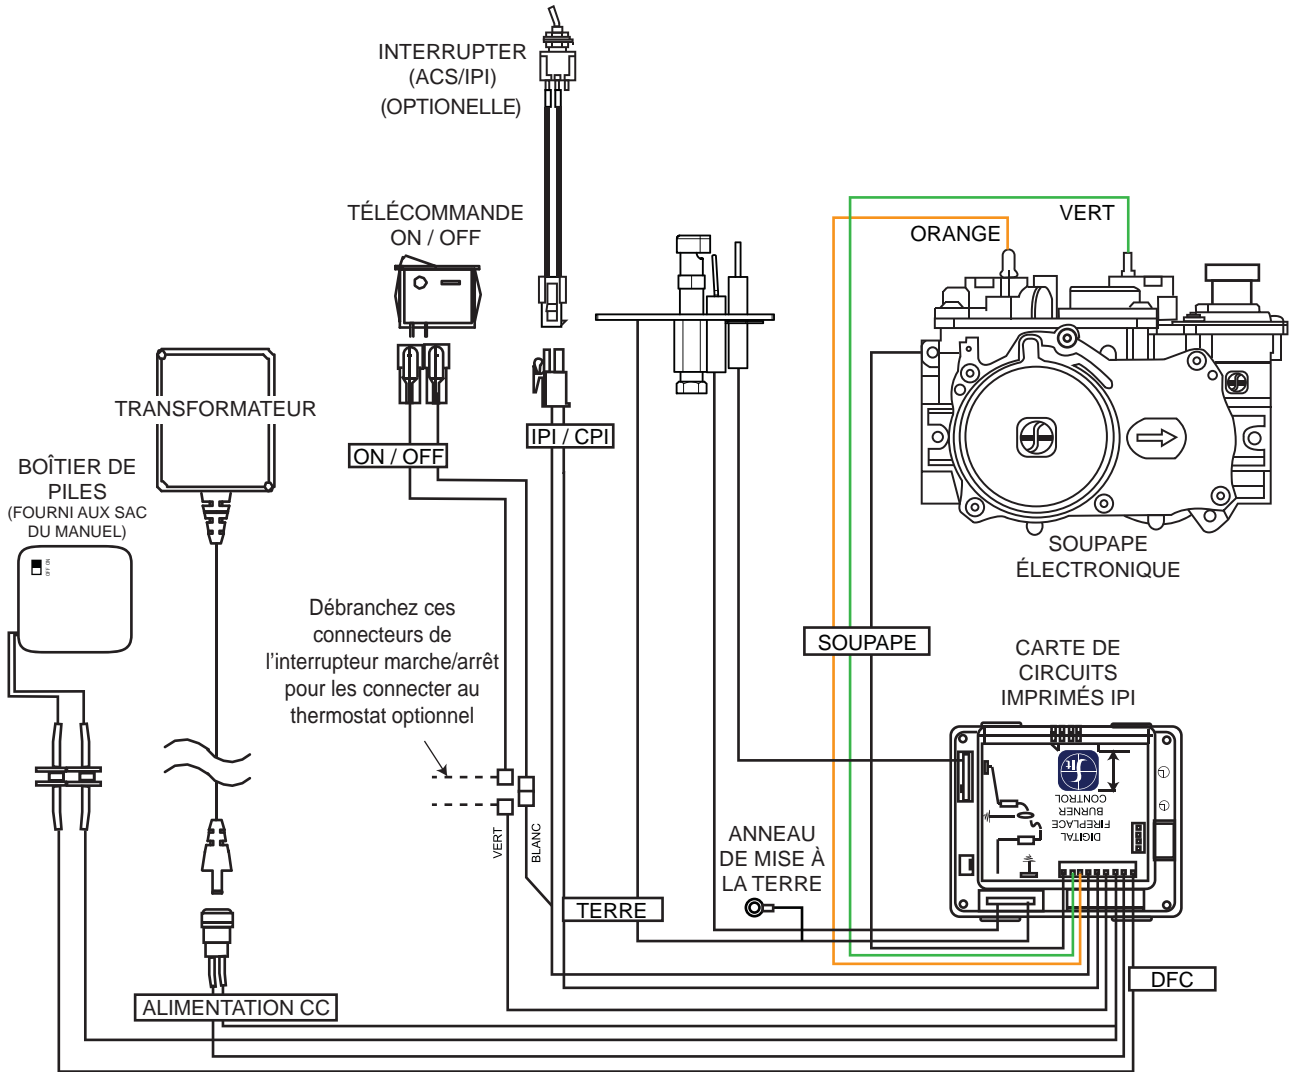 INTERRUPTER
(ACS/IPI)
(OPTIONELLE)
TÉLÉCOMMANDE
ON / OFF
VERT
ORANGE
TRANSFORMATEUR
BOÎTIER DE
PILES
(FOURNI AUX SAC
DU MANUEL)
OFF ON
ON / OFF
IPI / CPI
SOUPAPE
ÉLECTRONIQUE
Débranchez ces
connecteurs de
l'interrupteur marche/arrêt
pour les connecter au
thermostat optionnel
SOUPAPE
CARTE DE
CIRCUITS
IMPRIMÉS IPI
Sit
DIGITAL
FIREPLACE
BURNER
CONTROL
VERT
BLANC
ANNEAU
DE MISE À
LA TERRE
TERRE
DFC
ALIMENTATION CC